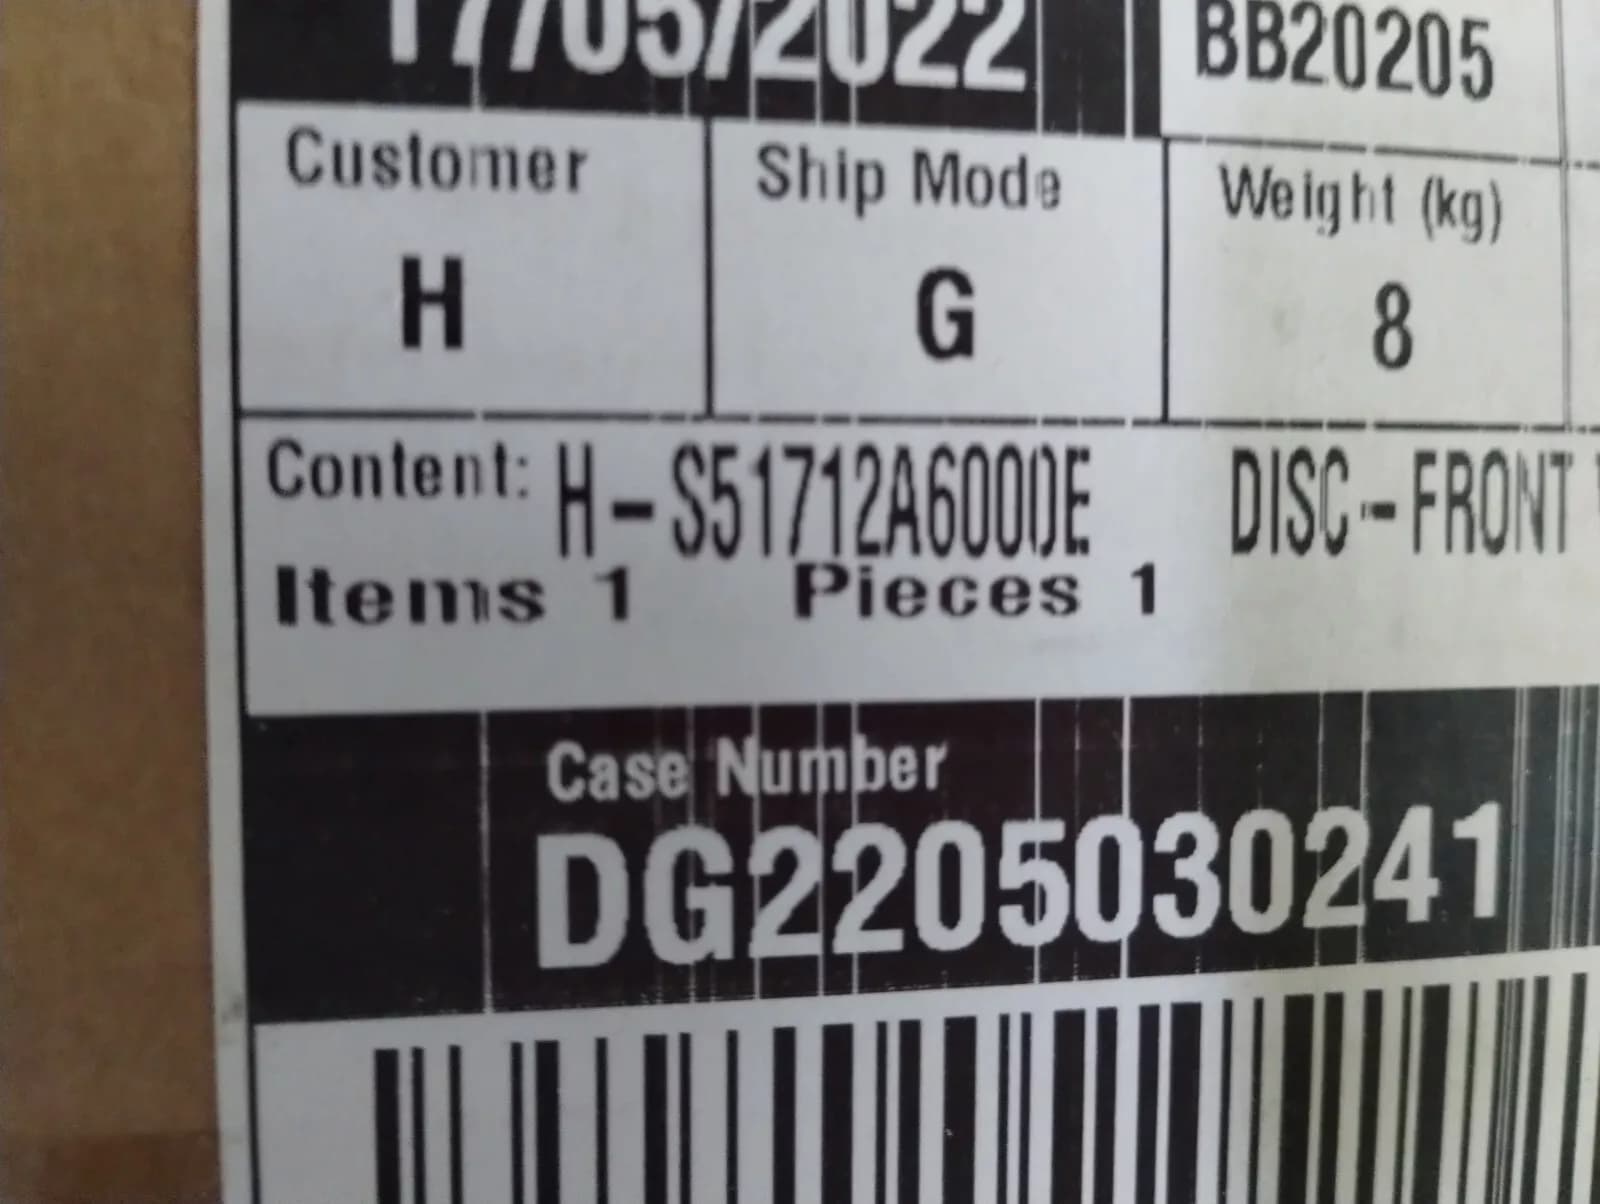 17/05/2022 BB20205
Customer Ship Mode Weight (kg)
H G 8
Content: H-S51712A6000E DISC-FRONT
Items 1 Pieces 1
Case Number
DG2205030241